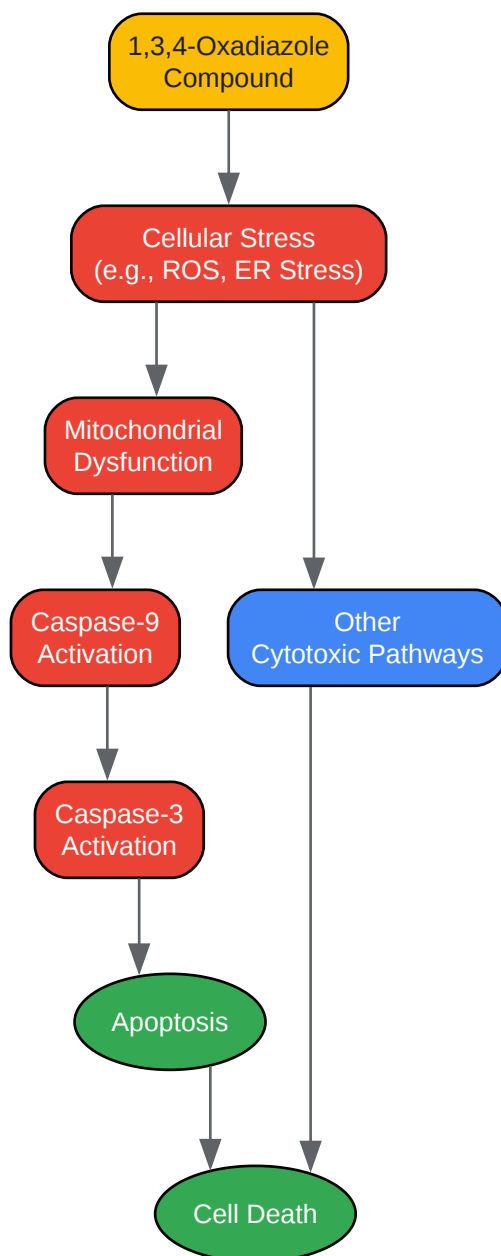 1,3,4-Oxadiazole
Compound
Cellular Stress
(e.g., ROS, ER Stress)
Mitochondrial
Dysfunction
Caspase-9
Activation
Other
Cytotoxic Pathways
Caspase-3
Activation
Apoptosis
Cell Death